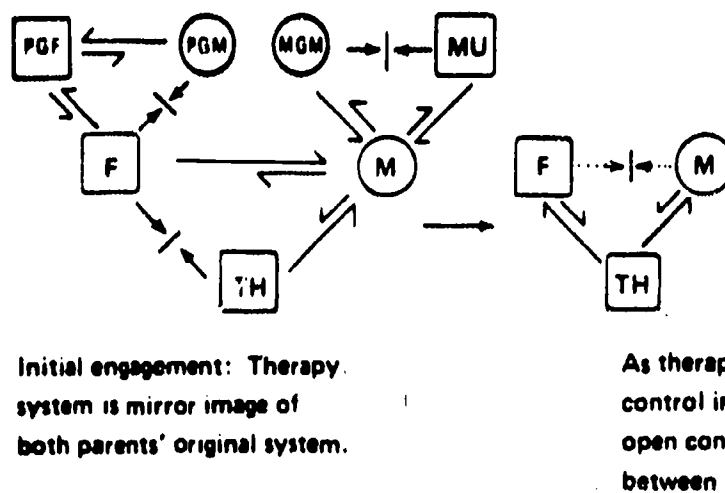 PGF PGM MGM MU
F M F M
TH TH
Initial engagement: Therapy
system is mirror image of
both parents' original system.
As therap
control in
open con
between